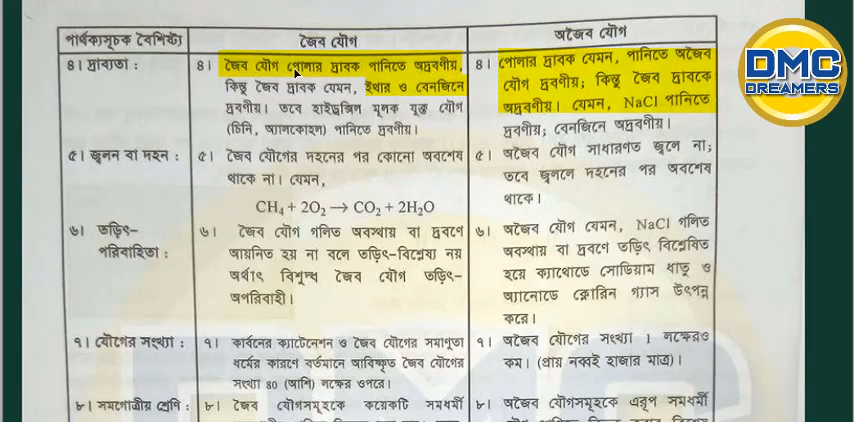 পার্থক্যসূচক বৈশিষ্ট্য
জৈব যৌগ
অজৈব যৌগ
৪। দ্রাব্যতা :
৪। জৈব যৌগ পোলার দ্রাবক পানিতে অদ্রবণীয়,
কিন্তু জৈব দ্রাবক যেমন, ইথার ও বেনজিনে
দ্রবণীয়। তবে হাইড্রক্সিল মূলক যুক্ত যৌগ
(চিনি, অ্যালকোহল) পানিতে দ্রবণীয়।
৪। পোলার দ্রাবক যেমন, পানিতে অজৈব
যৌগ দ্রবণীয়; কিন্তু জৈব দ্রাবকে
অদ্রবণীয়। যেমন, NaCl পানিতে
দ্রবণীয়; বেনজিনে অদ্রবণীয়।
৫। জ্বলন বা দহন :
৫। জৈব যৌগের দহনের পর কোনো অবশেষ
থাকে না। যেমন,
CH₄ + 2O₂ → CO₂ + 2H₂O
৫। অজৈব যৌগ সাধারণত জ্বলে না;
তবে জ্বললে দহনের পর অবশেষ
থাকে।
৬। তড়িৎ-
পরিবাহিতা :
৬। জৈব যৌগ গলিত অবস্থায় বা দ্রবণে
আয়নিত হয় না বলে তড়িৎ-বিশ্লেষ্য নয়
অর্থাৎ বিশুদ্ধ জৈব যৌগ তড়িৎ-
অপরিবাহী।
৬। অজৈব যৌগ যেমন, NaCl গলিত
অবস্থায় বা দ্রবণে তড়িৎ বিশ্লেষিত
হয়ে ক্যাথোডে সোডিয়াম ধাতু ও
অ্যানোডে ক্লোরিন গ্যাস উৎপন্ন
করে।
৭। যৌগের সংখ্যা :
৭। কার্বনের ক্যাটেনেশন ও জৈব যৌগের সমাণুতা
ধর্মের কারণে বর্তমানে আবিষ্কৃত জৈব যৌগের
সংখ্যা 80 (আশি) লক্ষের ওপরে।
৭। অজৈব যৌগের সংখ্যা 1 লক্ষেরও
কম। (প্রায় নব্বই হাজার মাত্র)।
৮। সমগোত্রীয় শ্রেণি :
৮। জৈব যৌগসমূহকে কয়েকটি সমধর্মী
৮। অজৈব যৌগসমূহকে এরূপ সমধর্মী
DMC
DREAMERS